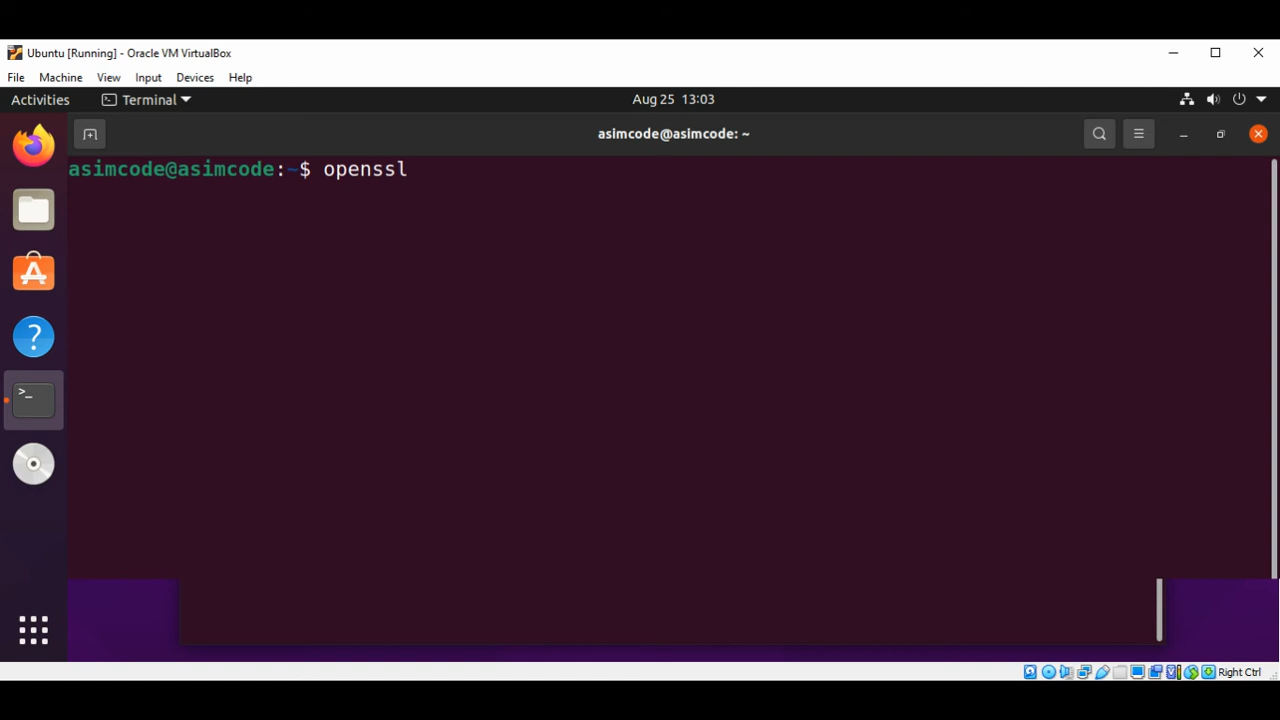 Ubuntu [Running] - Oracle VM VirtualBox
File Machine View Input Devices Help
Activities Terminal Aug 25 13:03
asimcode@asimcode: ~
asimcode@asimcode:~$ openssl
Right Ctrl